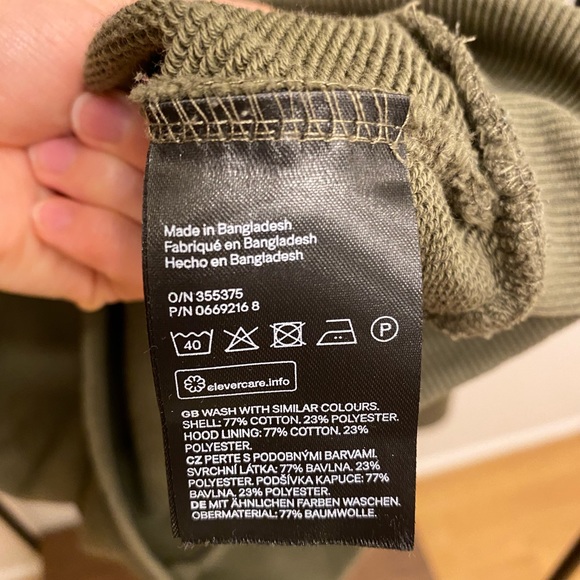 Made in Bangladesh
Fabriqué en Bangladesh
Hecho en Bangladesh
O/N 355375
P/N 0669216 8
40
P
clevercare.info
GB WASH WITH SIMILAR COLOURS.
SHELL: 77% COTTON. 23% POLYESTER.
HOOD LINING: 77% COTTON. 23%
POLYESTER.
CZ PERTE S PODOBNÝMI BARVAMI.
SVRCHNÍ LÁTKA: 77% BAVLNA. 23%
POLYESTER. PODŠÍVKA KAPUCE: 77%
BAVLNA. 23% POLYESTER.
DE MIT ÄHNLICHEN FARBEN WASCHEN.
OBERMATERIAL: 77% BAUMWOLLE.